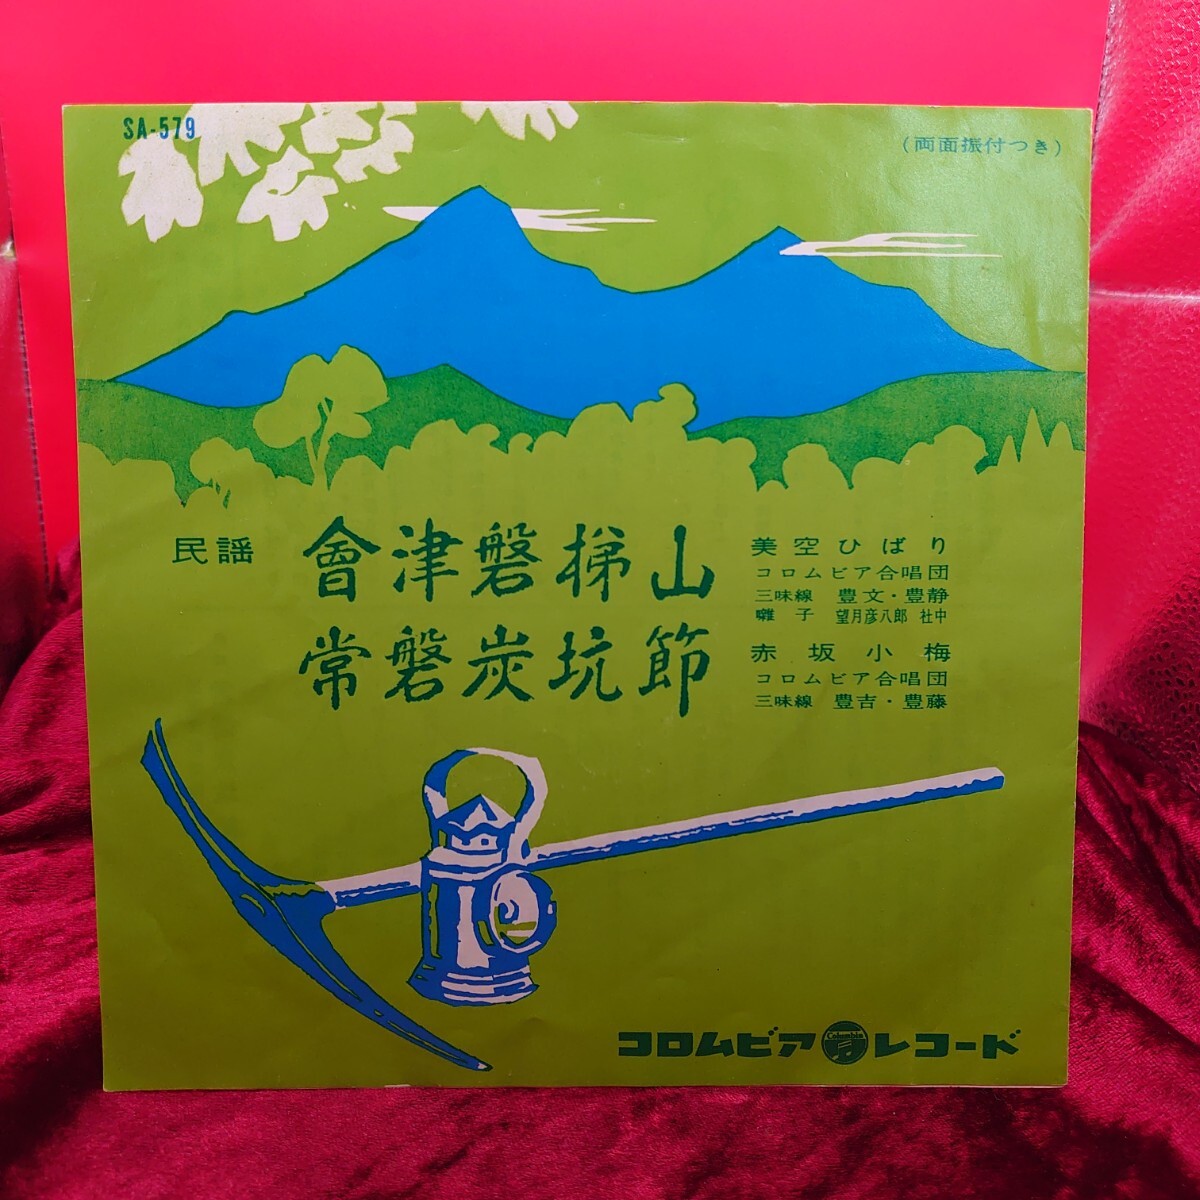 SA-579
(両面振付つき)
民謡
會津磐梯山
美空ひばり
コロムビア合唱団
三味線 豊文・豊静
囃子 望月彦八郎 社中
常磐炭坑節
赤坂小梅
コロムビア合唱団
三味線 豊吉・豊藤
コロムビア Columbia レコード